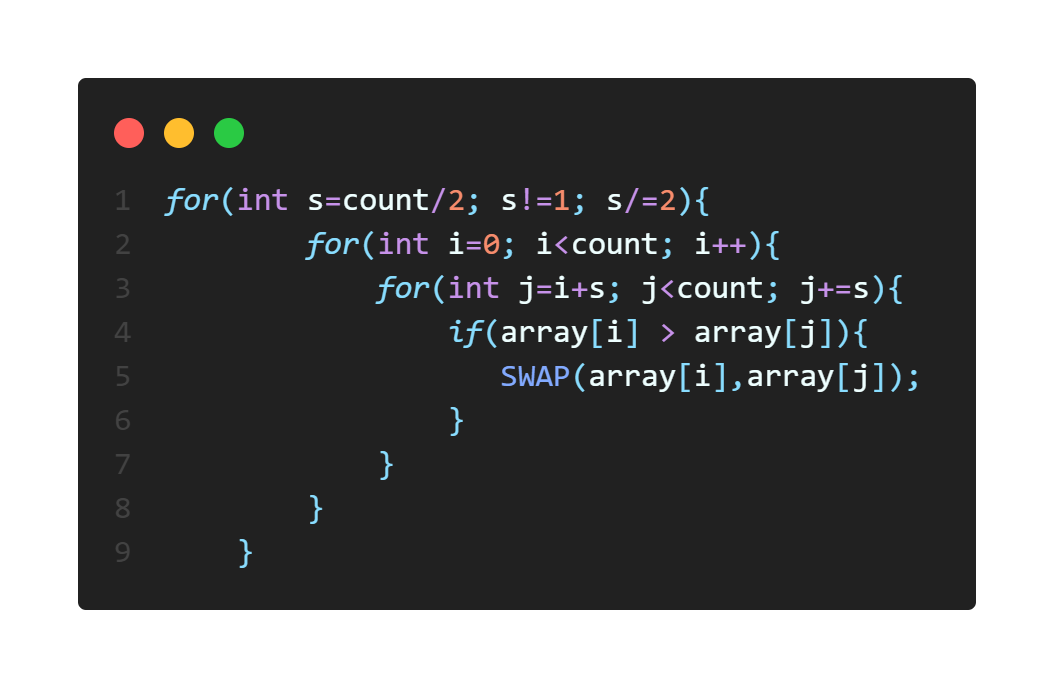 1 for(int s=count/2; s!=1; s/=2){
2         for(int i=0; i<count; i++){
3             for(int j=i+s; j<count; j+=s){
4                 if(array[i] > array[j]){
5                    SWAP(array[i],array[j]);
6                 }
7             }
8         }
9     }